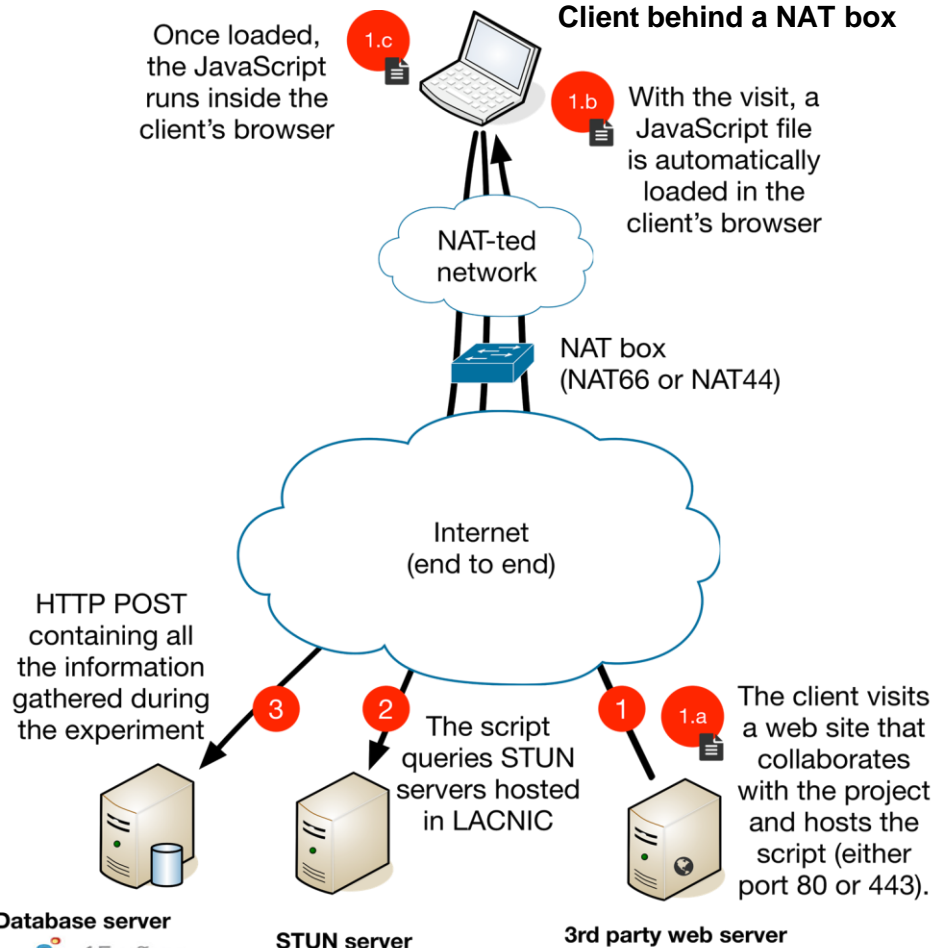 Client behind a NAT box
Once loaded,
the JavaScript
runs inside the
client's browser
1.c
1.b
With the visit, a
JavaScript file
is automatically
loaded in the
client's browser
NAT-ted
network
NAT box
(NAT66 or NAT44)
Internet
(end to end)
HTTP POST
containing all
the information
gathered during
the experiment
3
2
The script
queries STUN
servers hosted
in LACNIC
1
1.a
The client visits
a web site that
collaborates
with the project
and hosts the
script (either
port 80 or 443).
Database server
STUN server
3rd party web server